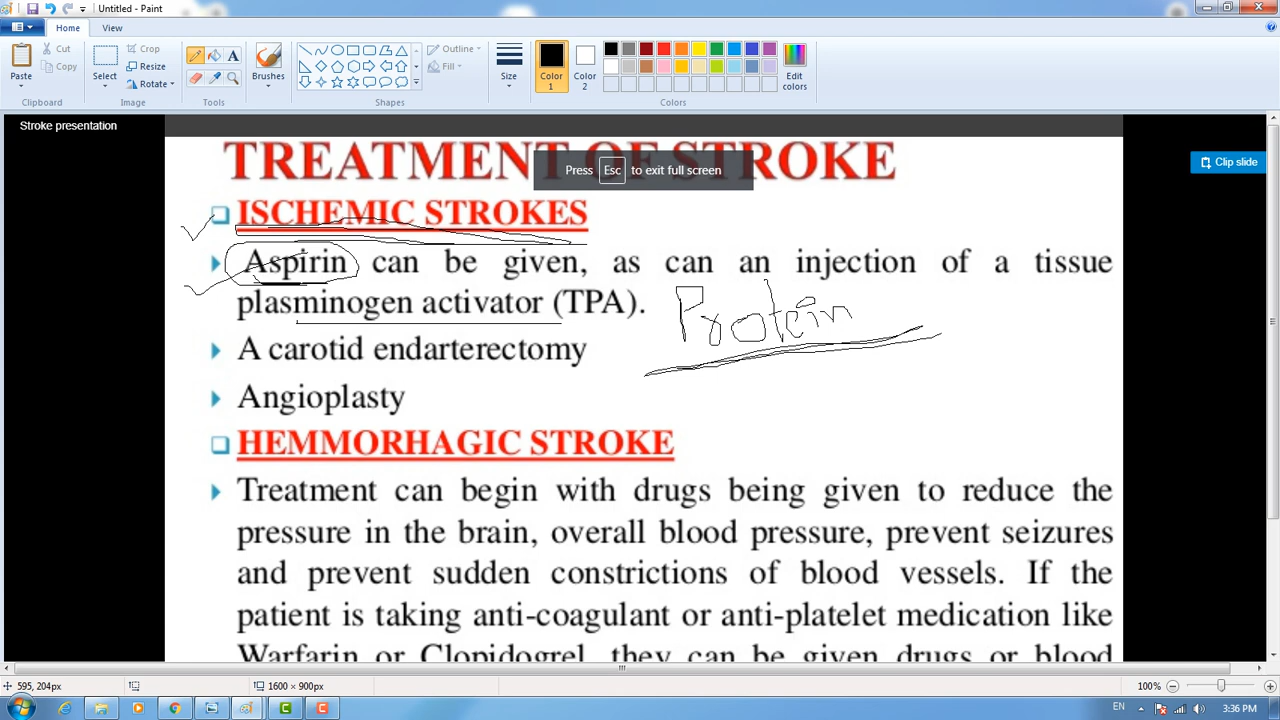 Untitled - Paint
Home
View
Paste
Cut
Copy
Clipboard
Select
Crop
Resize
Rotate
Image
Tools
Brushes
Outline
Fill
Shapes
Size
Color 1
Color 2
Edit colors
Colors
Stroke presentation
Press Esc to exit full screen
Clip slide
TREATMENT OF STROKE
ISCHEMIC STROKES
Aspirin can be given, as can an injection of a tissue
plasminogen activator (TPA).
Protein
A carotid endarterectomy
Angioplasty
HEMMORHAGIC STROKE
Treatment can begin with drugs being given to reduce the
pressure in the brain, overall blood pressure, prevent seizures
and prevent sudden constrictions of blood vessels. If the
patient is taking anti-coagulant or anti-platelet medication like
Warfarin or Clopidogrel, they can be given drugs or blood
595, 204px
1600 × 900px
100%
EN
3:36 PM